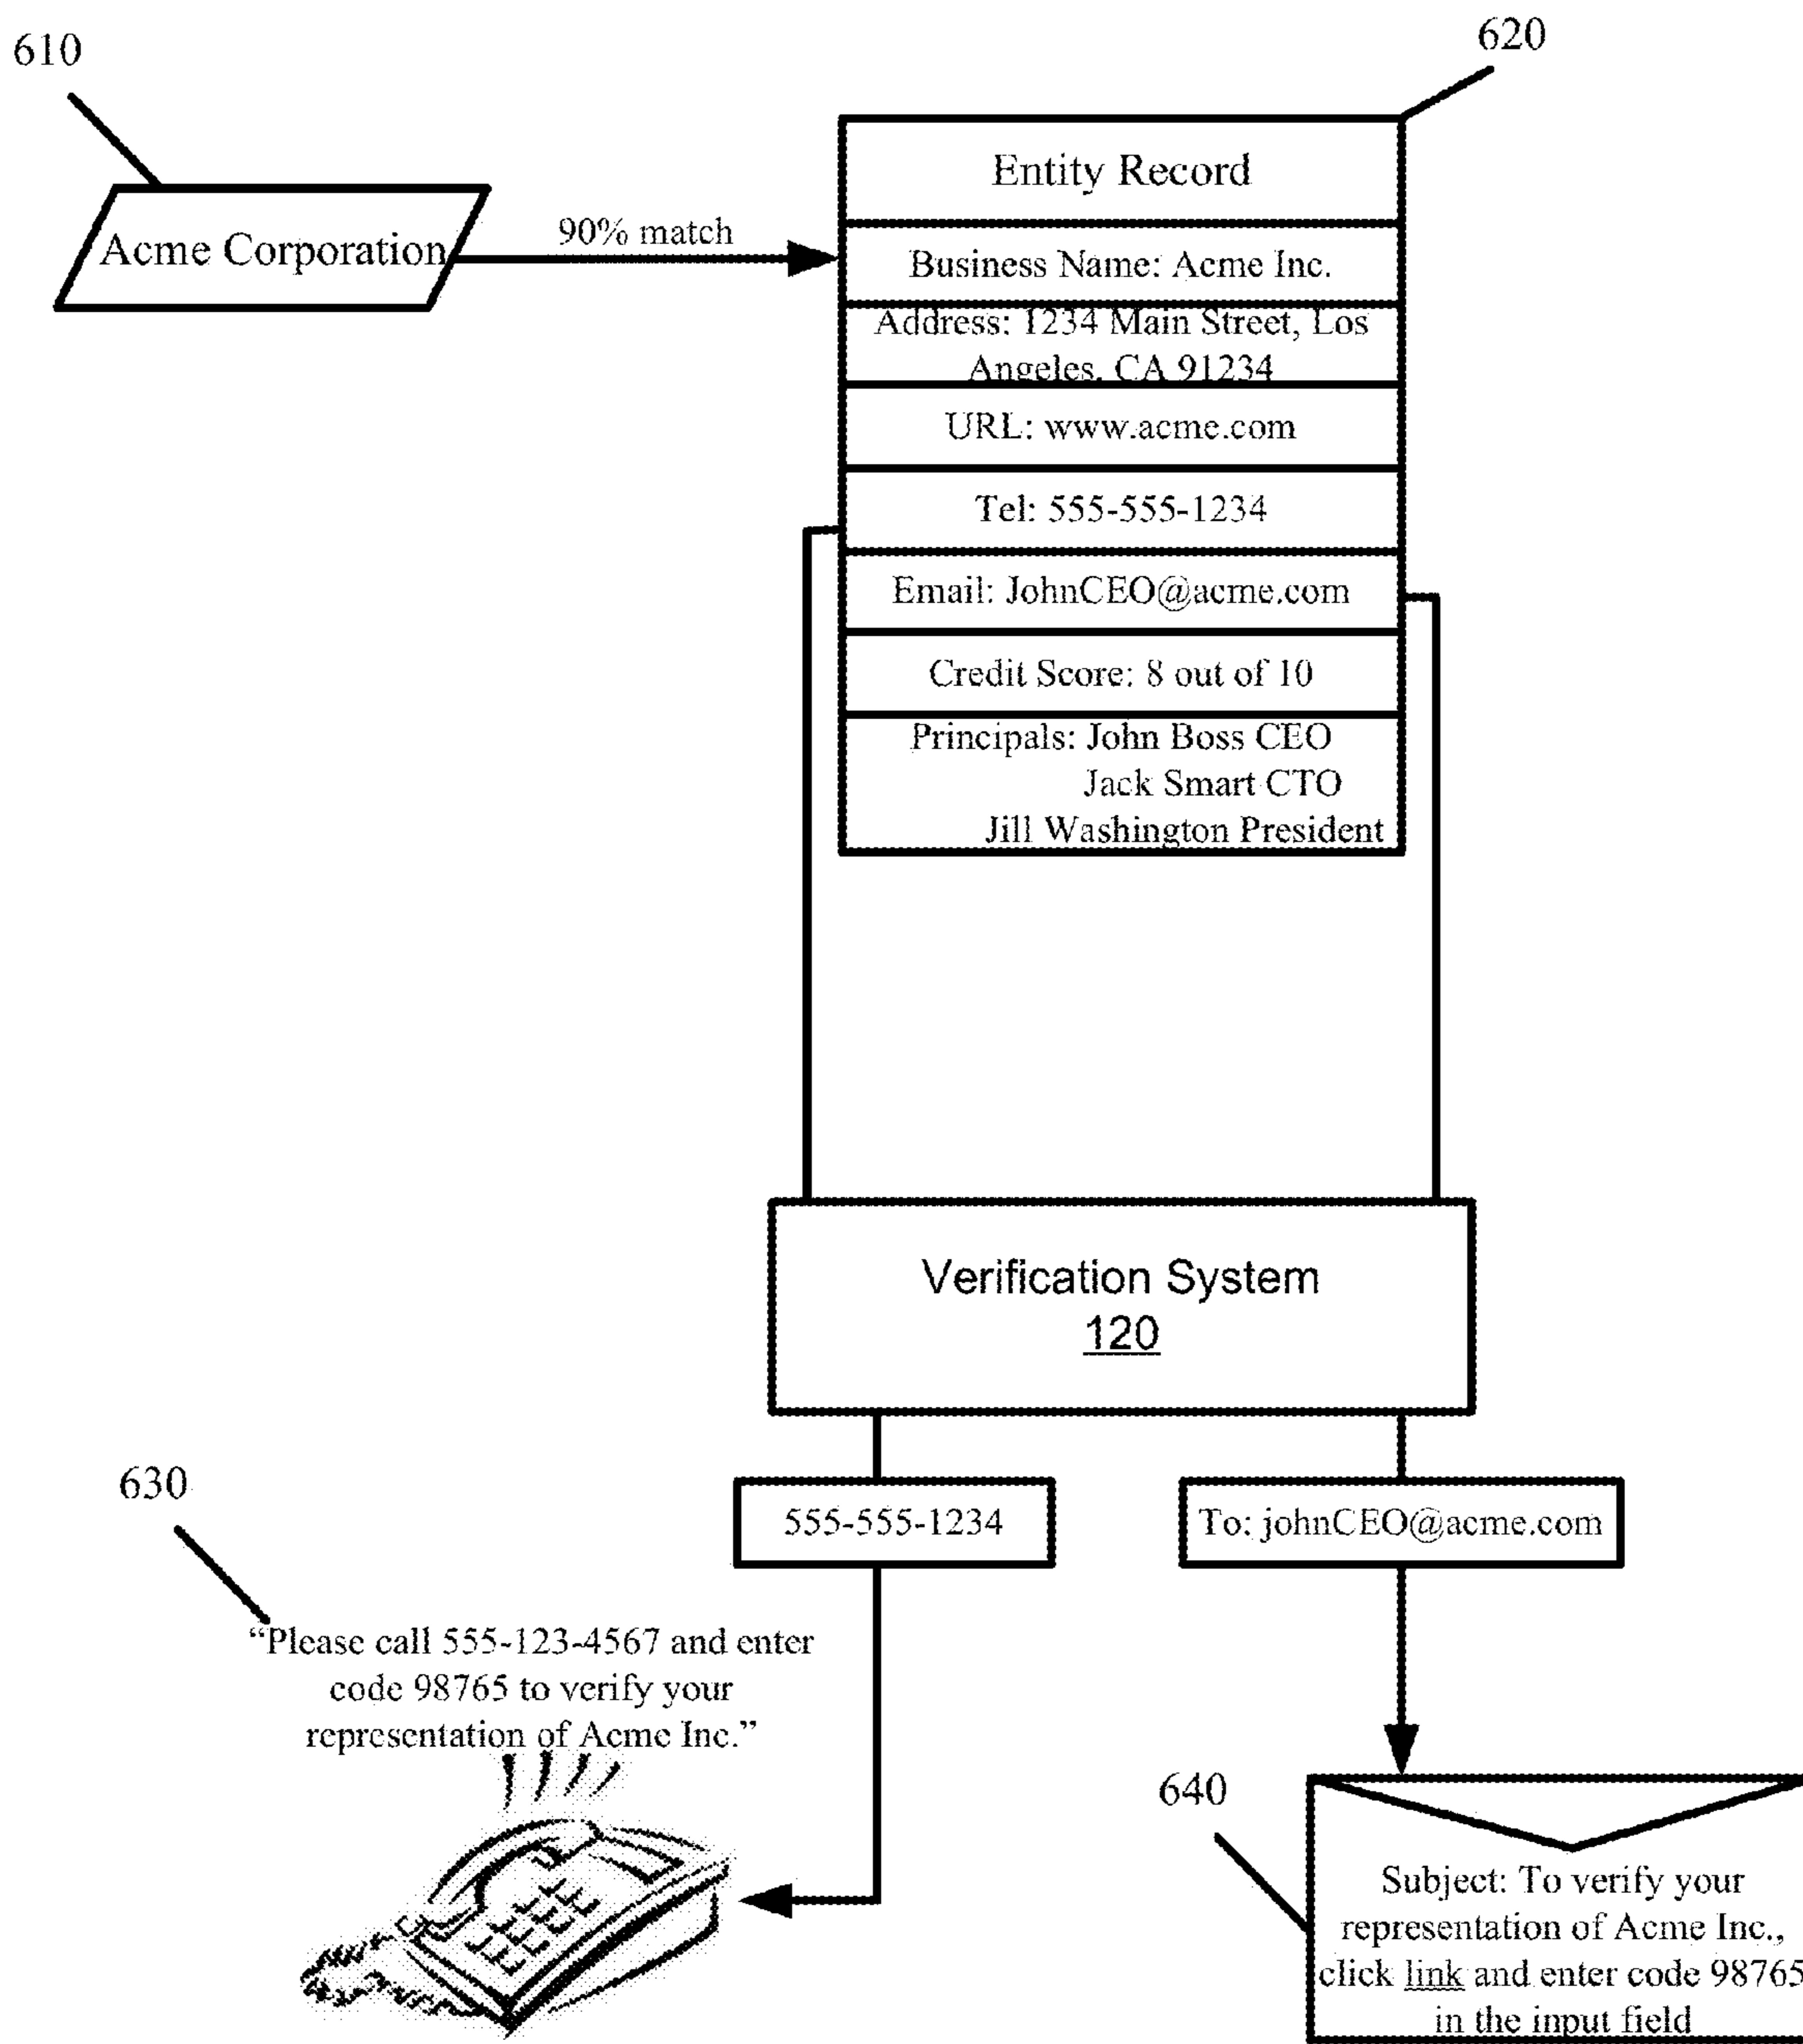 610
620
Entity Record
Acme Corporation
90% match
Business Name: Acme Inc.
Address: 1234 Main Street, Los
Angeles, CA 91234
URL: www.acme.com
Tel: 555-555-1234
Email: JohnCEO@acme.com
Credit Score: 8 out of 10
Principals: John Boss CEO
Jack Smart CTO
Jill Washington President
Verification System
120
630
555-555-1234
To: johnCEO@acme.com
“Please call 555-123-4567 and enter
code 98765 to verify your
representation of Acme Inc.”
640
Subject: To verify your
representation of Acme Inc.,
click link and enter code 98765
in the input field